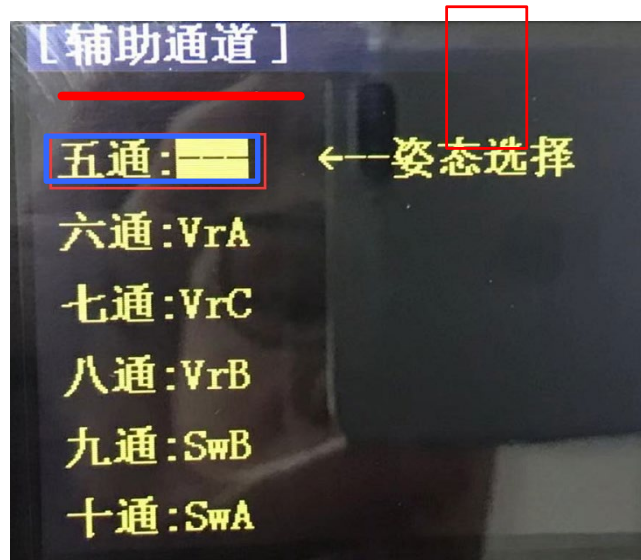 [辅助通道]
五通:--- ←--姿态选择
六通:VrA
七通:VrC
八通:VrB
九通:SwB
十通:SwA